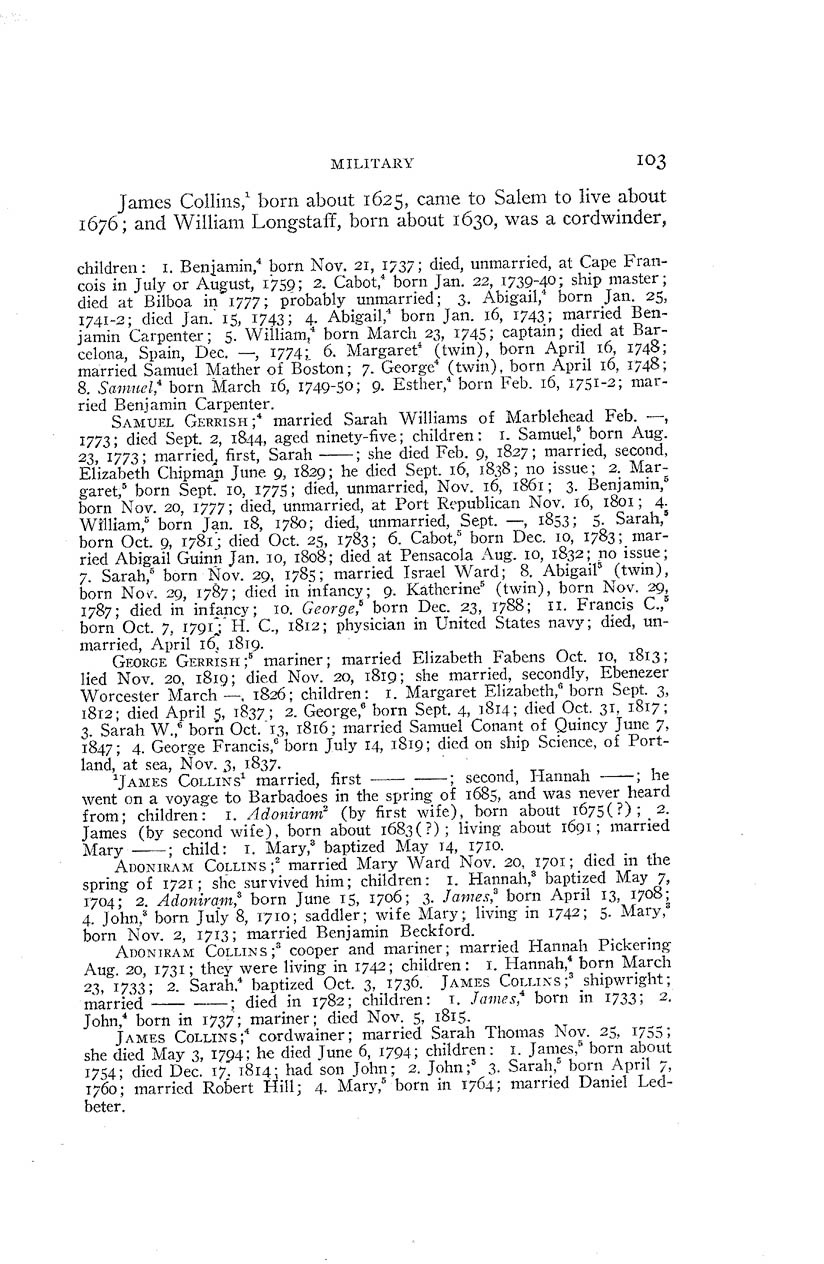 MILITARY 103
James Collins,¹ born about 1625, came to Salem to live about
1676; and William Longstaff, born about 1630, was a cordwinder,
children: 1. Benjamin,⁴ born Nov. 21, 1737; died, unmarried, at Cape Fran-
cois in July or August, 1759; 2. Cabot,⁴ born Jan. 22, 1739-40; ship master;
died at Bilboa in 1777; probably unmarried; 3. Abigail,⁴ born Jan. 25,
1741-2; died Jan. 15, 1743; 4. Abigail,⁴ born Jan. 16, 1743; married Ben-
jamin Carpenter; 5. William,⁴ born March 23, 1745; captain; died at Bar-
celona, Spain, Dec. —, 1774; 6. Margaret⁴ (twin), born April 16, 1748;
married Samuel Mather of Boston; 7. George⁴ (twin), born April 16, 1748;
8. Samuel,⁴ born March 16, 1749-50; 9. Esther,⁴ born Feb. 16, 1751-2; mar-
ried Benjamin Carpenter.
SAMUEL GERRISH;⁴ married Sarah Williams of Marblehead Feb. —,
1773; died Sept. 2, 1844, aged ninety-five; children: 1. Samuel,⁵ born Aug.
23, 1773; married, first, Sarah ——; she died Feb. 9, 1827; married, second,
Elizabeth Chipman June 9, 1829; he died Sept. 16, 1838; no issue; 2. Mar-
garet,⁵ born Sept. 10, 1775; died, unmarried, Nov. 16, 1861; 3. Benjamin,⁵
born Nov. 20, 1777; died, unmarried, at Port Republican Nov. 16, 1801; 4.
William,⁵ born Jan. 18, 1780; died, unmarried, Sept. —, 1853; 5. Sarah,⁵
born Oct. 9, 1781; died Oct. 25, 1783; 6. Cabot,⁵ born Dec. 10, 1783; mar-
ried Abigail Guinn Jan. 10, 1808; died at Pensacola Aug. 10, 1832; no issue;
7. Sarah,⁵ born Nov. 29, 1785; married Israel Ward; 8. Abigail⁵ (twin),
born Nov. 29, 1787; died in infancy; 9. Katherine⁵ (twin), born Nov. 29,
1787; died in infancy; 10. George,⁵ born Dec. 23, 1788; 11. Francis C.,⁵
born Oct. 7, 1791; H. C., 1812; physician in United States navy; died, un-
married, April 16, 1819.
GEORGE GERRISH;⁵ mariner; married Elizabeth Fabens Oct. 10, 1813;
lied Nov. 20, 1819; died Nov. 20, 1819; she married, secondly, Ebenezer
Worcester March —, 1826; children: 1. Margaret Elizabeth,⁶ born Sept. 3,
1812; died April 5, 1837; 2. George,⁶ born Sept. 4, 1814; died Oct. 31, 1817;
3. Sarah W.,⁶ born Oct. 13, 1816; married Samuel Conant of Quincy June 7,
1847; 4. George Francis,⁶ born July 14, 1819; died on ship Science, of Port-
land, at sea, Nov. 3, 1837.
¹JAMES COLLINS¹ married, first —— ——; second, Hannah ——; he
went on a voyage to Barbadoes in the spring of 1685, and was never heard
from; children: 1. Adoniram² (by first wife), born about 1675(?); 2.
James (by second wife), born about 1683(?); living about 1691; married
Mary ——; child: 1. Mary,³ baptized May 14, 1710.
ADONIRAM COLLINS;² married Mary Ward Nov. 20, 1701; died in the
spring of 1721; she survived him; children: 1. Hannah,³ baptized May 7,
1704; 2. Adoniram,³ born June 15, 1706; 3. James,³ born April 13, 1708;
4. John,³ born July 8, 1710; saddler; wife Mary; living in 1742; 5. Mary,³
born Nov. 2, 1713; married Benjamin Beckford.
ADONIRAM COLLINS;³ cooper and mariner; married Hannah Pickering
Aug. 20, 1731; they were living in 1742; children: 1. Hannah,⁴ born March
23, 1733; 2. Sarah,⁴ baptized Oct. 3, 1736. JAMES COLLINS;³ shipwright;
married —— ——; died in 1782; children: 1. James,⁴ born in 1733; 2.
John,⁴ born in 1737; mariner; died Nov. 5, 1815.
JAMES COLLINS;⁴ cordwainer; married Sarah Thomas Nov. 25, 1755;
she died May 3, 1794; he died June 6, 1794; children: 1. James,⁵ born about
1754; died Dec. 17, 1814; had son John; 2. John;⁵ 3. Sarah,⁵ born April 7,
1760; married Robert Hill; 4. Mary,⁵ born in 1764; married Daniel Led-
beter.